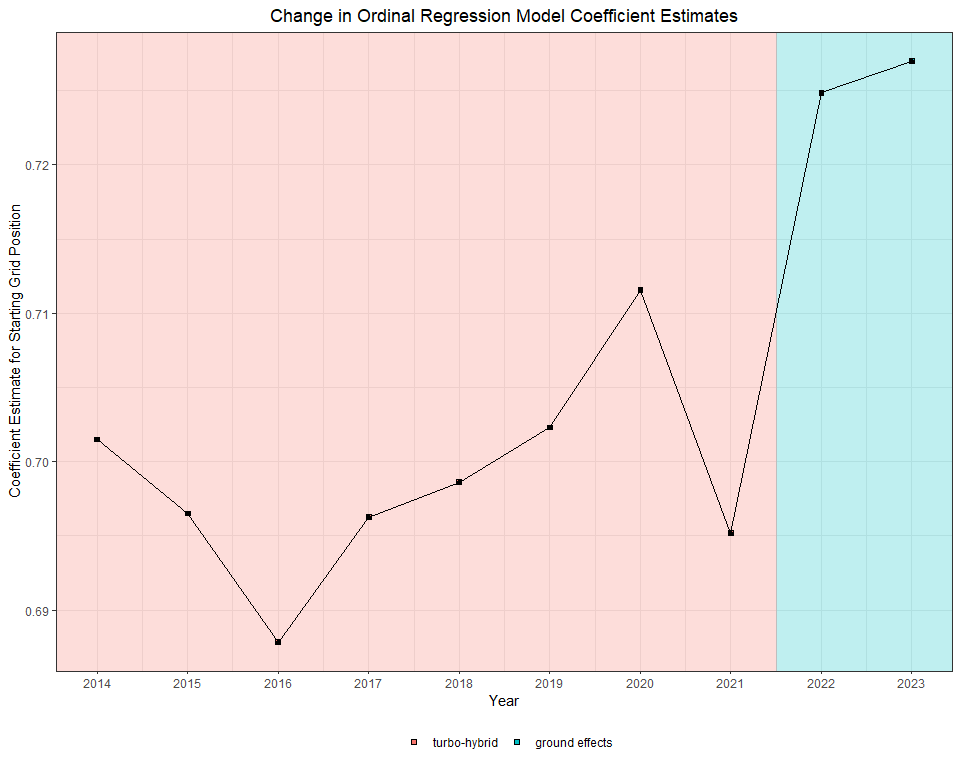 Change in Ordinal Regression Model Coefficient Estimates
Coefficient Estimate for Starting Grid Position
0.72
0.71
0.70
0.69
2014 2015 2016 2017 2018 2019 2020 2021 2022 2023
Year
turbo-hybrid ground effects